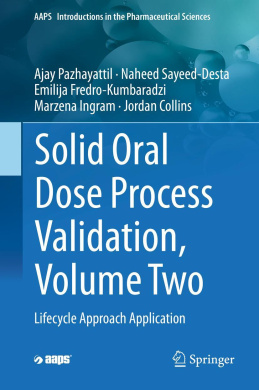 AAPS Introductions in the Pharmaceutical Sciences
Ajay Pazhayattil · Naheed Sayeed-Desta
Emilija Fredro-Kumbaradzi
Marzena Ingram · Jordan Collins
Solid Oral
Dose Process
Validation,
Volume Two
Lifecycle Approach Application
aaps
Springer